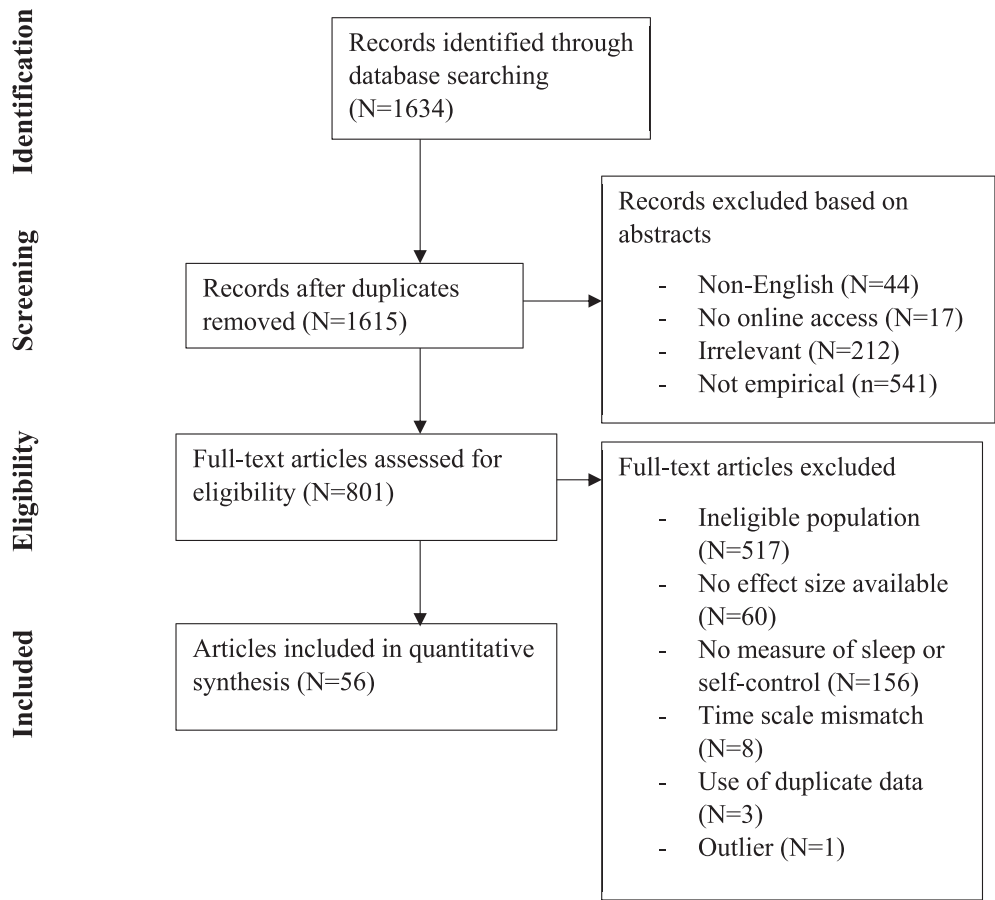 Identification
Records identified through
database searching
(N=1634)
Screening
Records after duplicates
removed (N=1615)
Records excluded based on
abstracts
- Non-English (N=44)
- No online access (N=17)
- Irrelevant (N=212)
- Not empirical (n=541)
Eligibility
Full-text articles assessed for
eligibility (N=801)
Full-text articles excluded
- Ineligible population
(N=517)
- No effect size available
(N=60)
- No measure of sleep or
self-control (N=156)
- Time scale mismatch
(N=8)
- Use of duplicate data
(N=3)
- Outlier (N=1)
Included
Articles included in quantitative
synthesis (N=56)